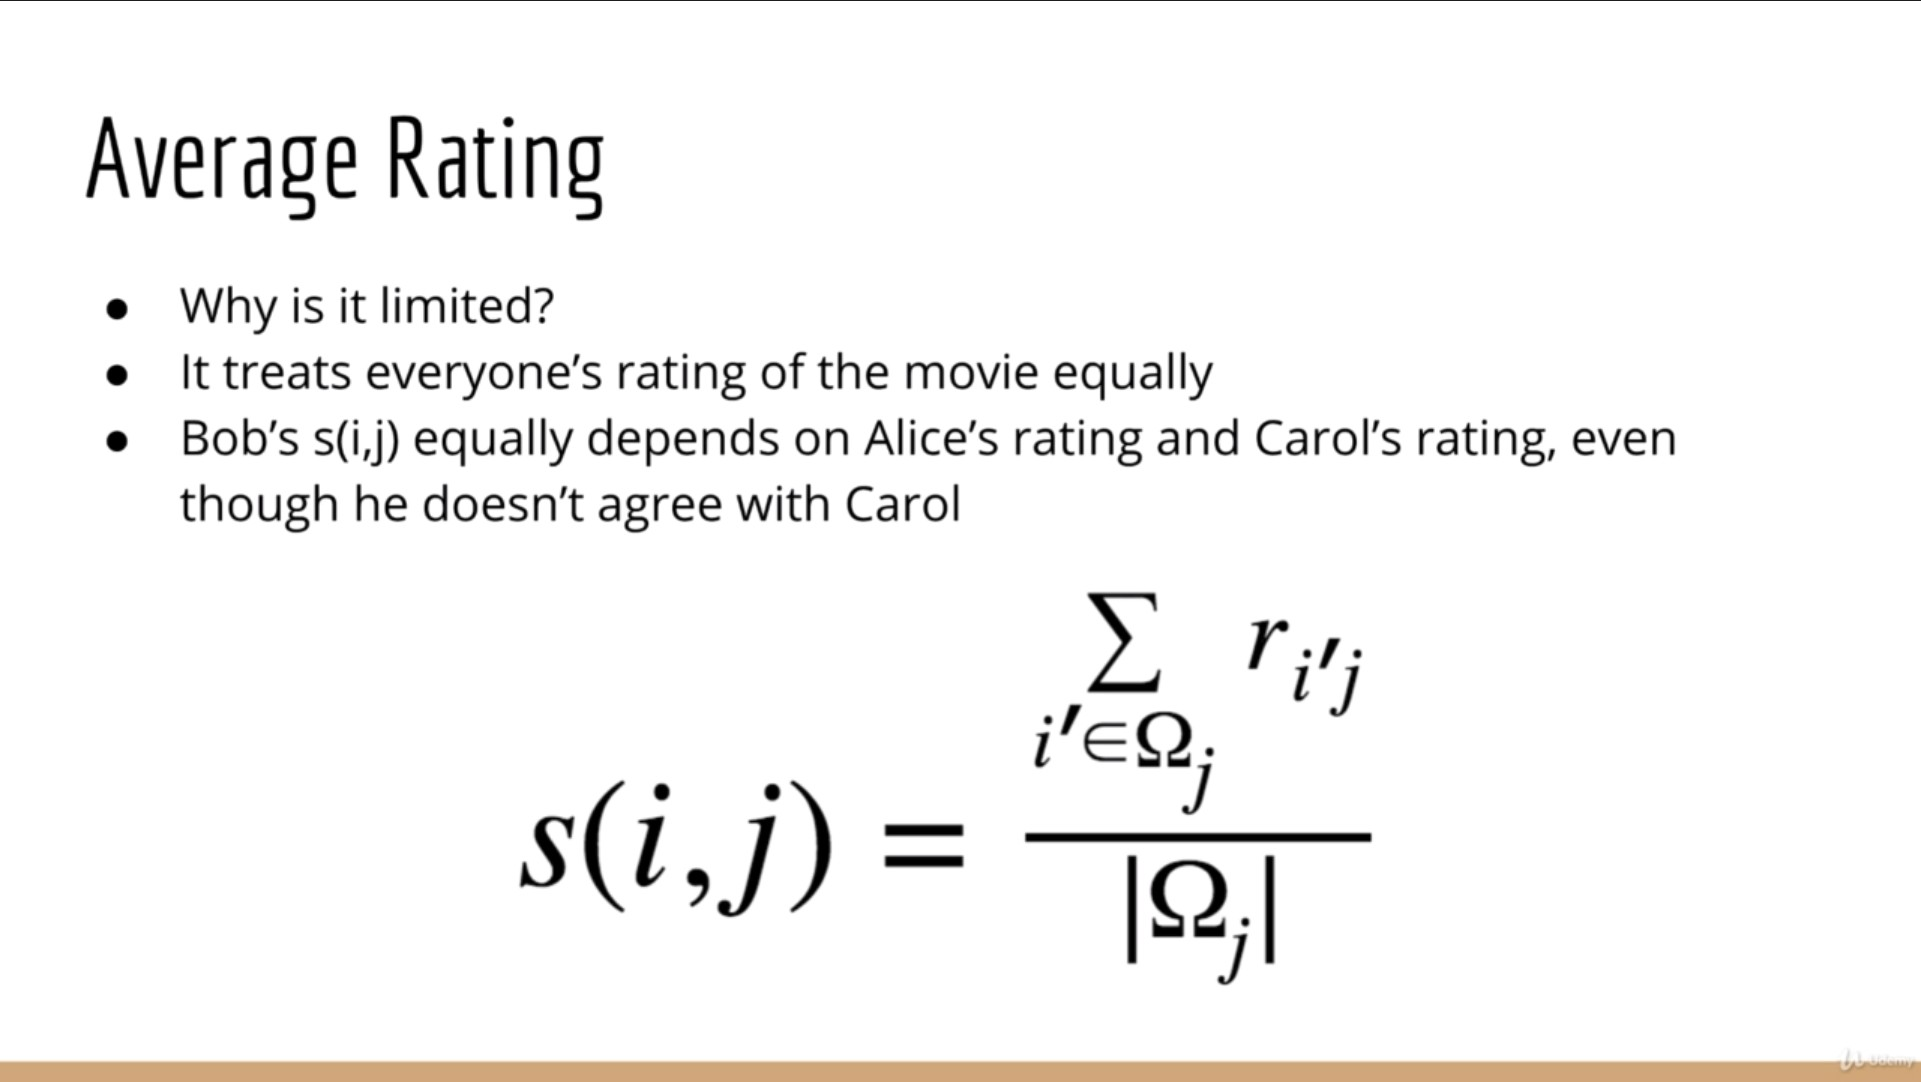 Average Rating
● Why is it limited?
● It treats everyone’s rating of the movie equally
● Bob’s s(i,j) equally depends on Alice’s rating and Carol’s rating, even
though he doesn’t agree with Carol
s(i,j) = ∑_{i′∈Ω_j} r_{i′j} / |Ω_j|
Udemy